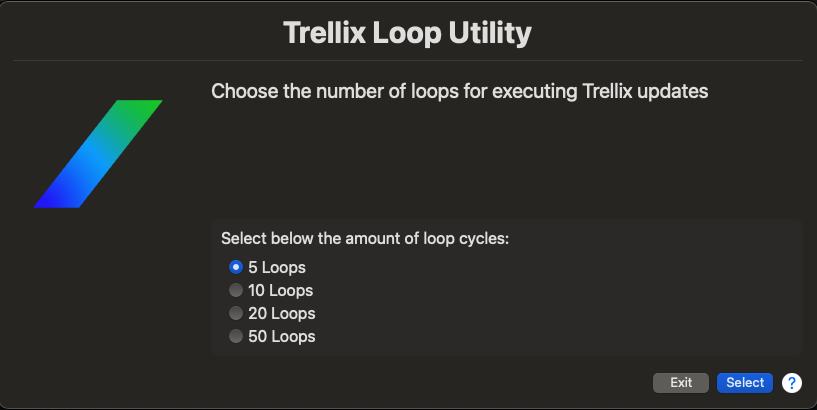 Trellix Loop Utility
Choose the number of loops for executing Trellix updates
Select below the amount of loop cycles:
5 Loops
10 Loops
20 Loops
50 Loops
Exit Select ?